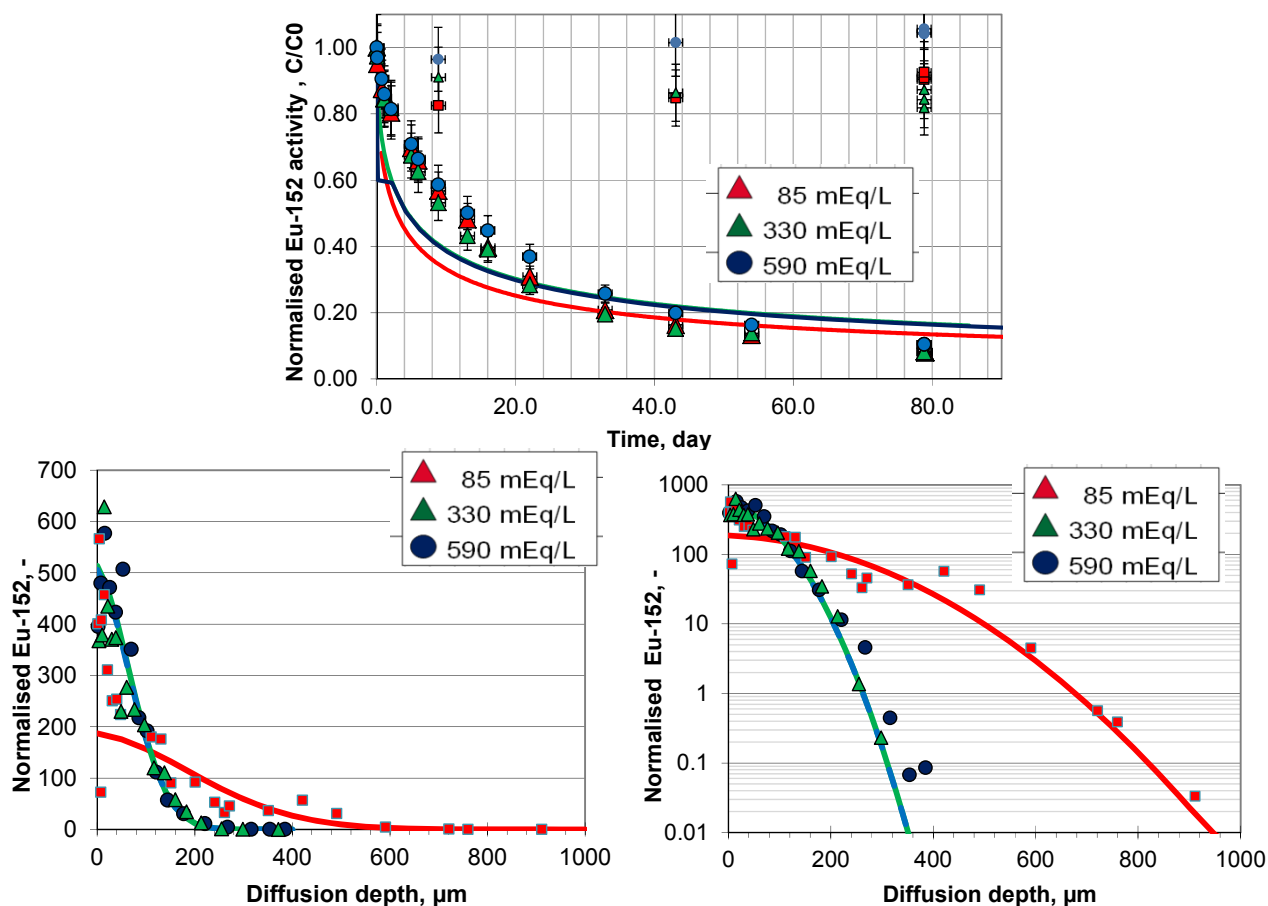 Normalised Eu-152 activity , C/C0
1.00
0.80
0.60
0.40
0.20
0.00
0.0
20.0
40.0
60.0
80.0
Time, day
85 mEq/L
330 mEq/L
590 mEq/L
Normalised Eu-152, -
700
600
500
400
300
200
100
0
0
200
400
600
800
1000
Diffusion depth, µm
85 mEq/L
330 mEq/L
590 mEq/L
Normalised Eu-152, -
1000
100
10
1
0.1
0.01
0
200
400
600
800
1000
Diffusion depth, µm
85 mEq/L
330 mEq/L
590 mEq/L